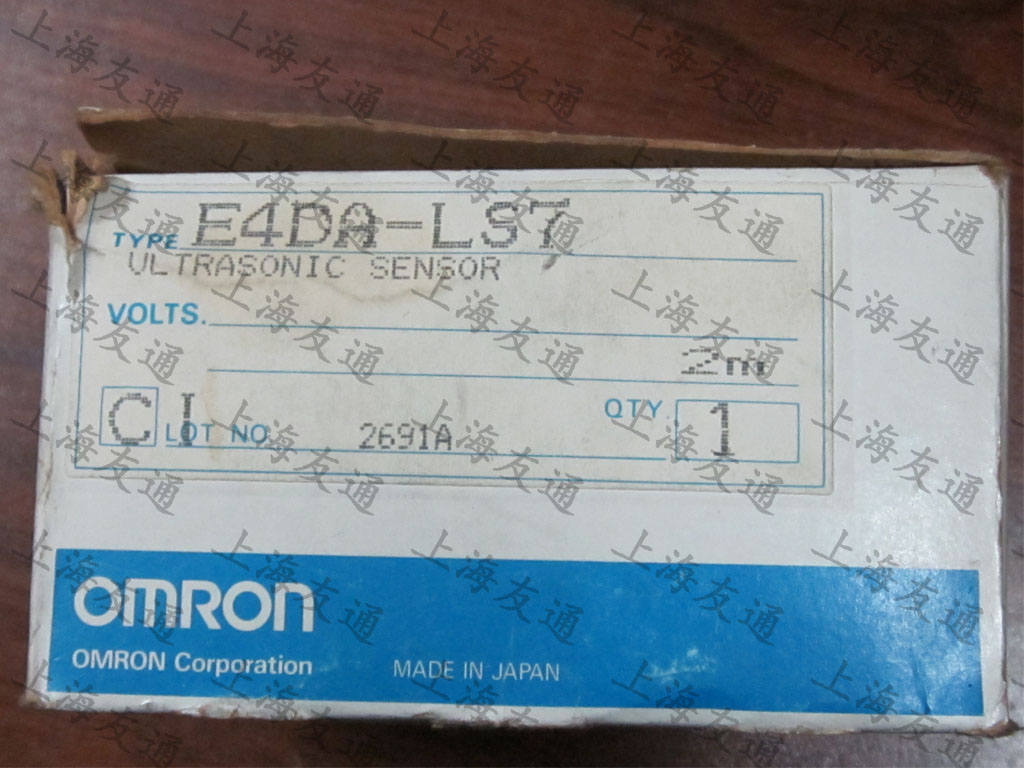 TYPE E4DA-LS7
ULTRASONIC SENSOR
VOLTS.
2m
C I LOT NO. 2691A QTY. 1
OMRON
OMRON Corporation MADE IN JAPAN
上海友通